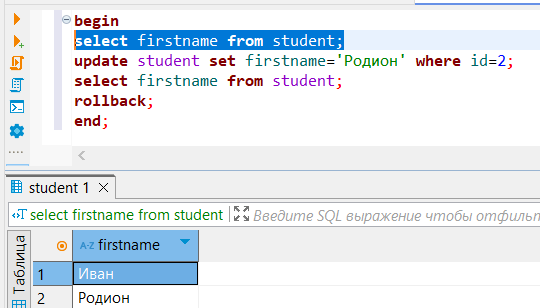 begin
select firstname from student;
update student set firstname='Родион' where id=2;
select firstname from student;
rollback;
end;
student 1
select firstname from student
Введите SQL выражение чтобы отфильт
Таблица
A-Z firstname
1 Иван
2 Родион